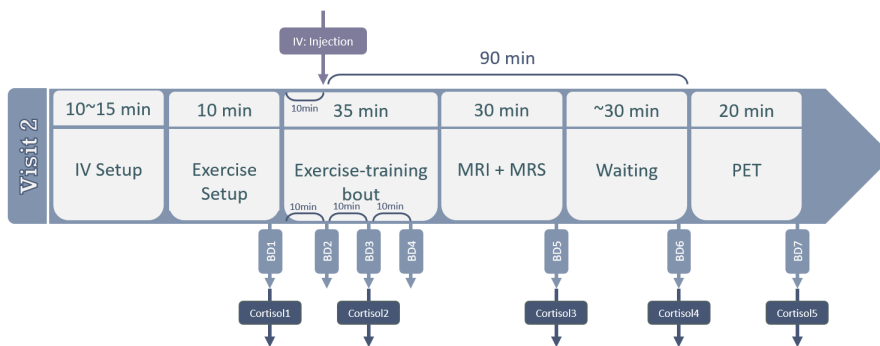 IV: Injection
90 min
Visit 2
10~15 min
10 min
10min
35 min
30 min
~30 min
20 min
IV Setup
Exercise
Setup
Exercise-training
bout
MRI + MRS
Waiting
PET
10min
10min
10min
BD1
BD2
BD3
BD4
BD5
BD6
BD7
Cortisol1
Cortisol2
Cortisol3
Cortisol4
Cortisol5